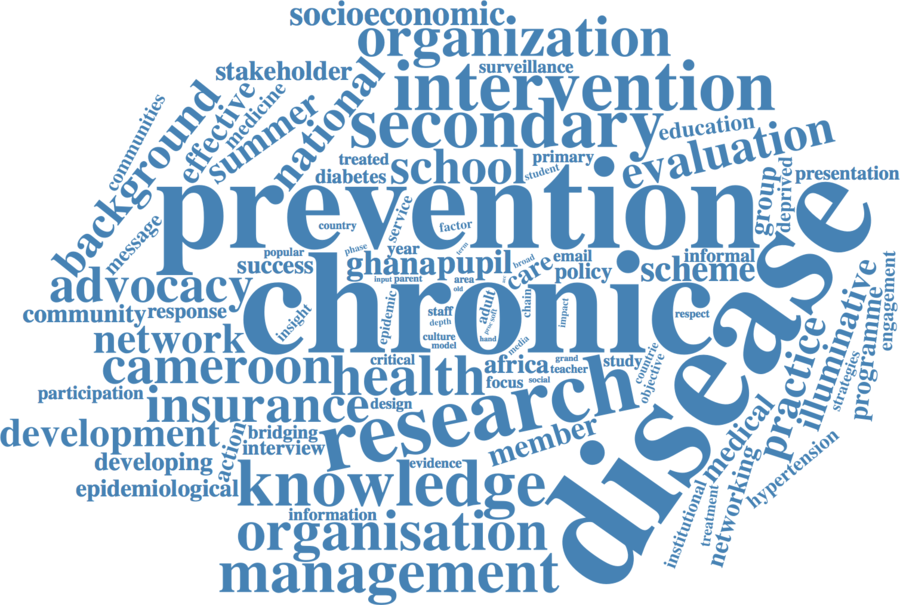 socioeconomic
organization
stakeholder
surveillance
intervention
national
effective
medicine
summer
communities
background
secondary
education
evaluation
treated
school
primary
student
diabetes
group
deprived
presentation
prevention
disease
message
service
country
factor
phase
year
term
popular
success
ghana
pupil
broad
care
email
policy
informal
scheme
input
parent
area
old
advocacy
chronic
community
response
insight
epidemic
staff
depth
adult
chain
impact
respect
culture
model
hand
media
network
cameroon
critical
health
africa
grand
teacher
study
countrie
objective
focus
social
participation
insurance
design
research
member
practice
illuminative
strategies
programme
engagement
development
action
bridging
interview
developing
evidence
epidemiological
knowledge
information
organisation
management
institutional
medical
treatment
networking
hypertension